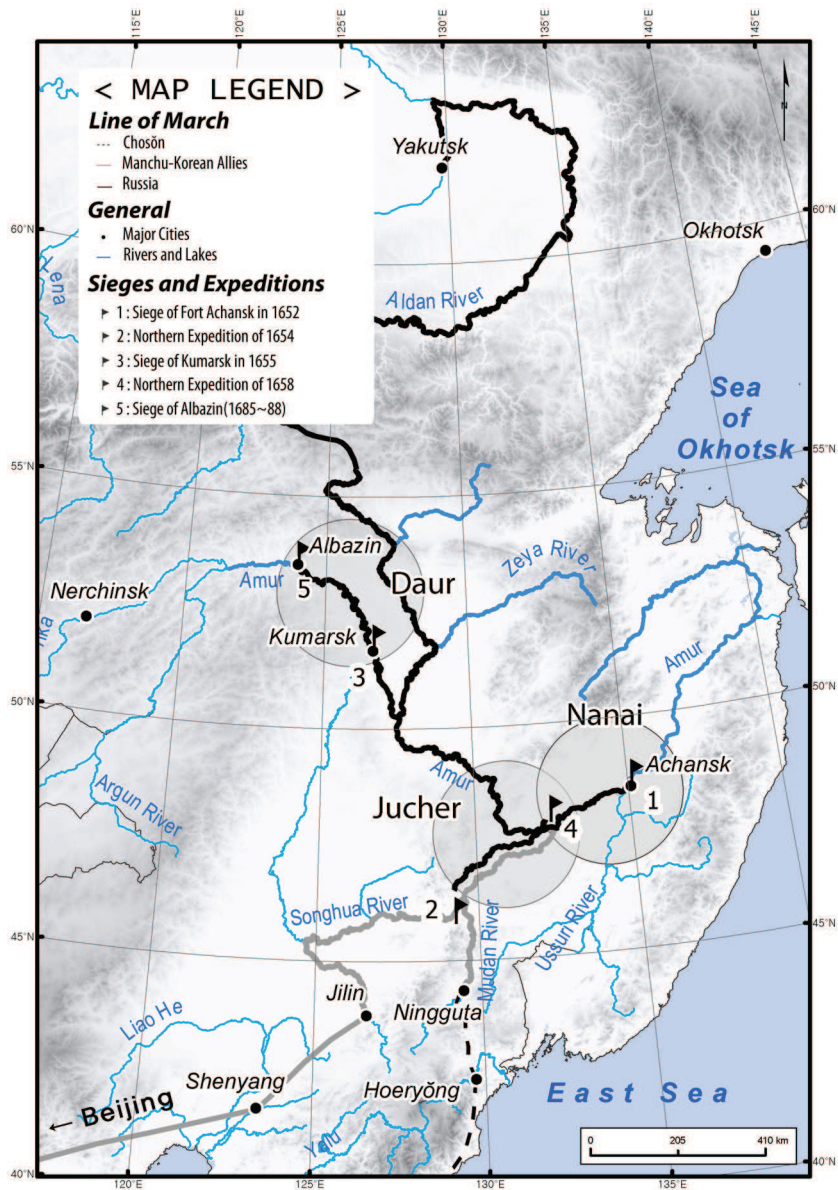 115°E
120°E
125°E
130°E
135°E
140°E
145°E
< MAP LEGEND >
Line of March
Chosŏn
Manchu-Korean Allies
Russia
General
Major Cities
Rivers and Lakes
Sieges and Expeditions
1 : Siege of Fort Achansk in 1652
2 : Northern Expedition of 1654
3 : Siege of Kumarsk in 1655
4 : Northern Expedition of 1658
5 : Siege of Albazin(1685~88)
N
Yakutsk
60°N
60°N
Okhotsk
Lena
Aldan River
Sea
of
Okhotsk
55°N
55°N
Albazin
Amur
5
Daur
Zeya River
Nerchinsk
Kumarsk
3
Amur
50°N
50°N
Nanai
Achansk
1
Amur
Jucher
4
Argun River
Songhua River
2
Mudan River
Ussuri River
45°N
45°N
Jilin
Ningguta
Liao He
Shenyang
Hoeryŏng
← Beijing
East Sea
Yalu
0
205
410 km
40°N
40°N
120°E
125°E
130°E
135°E